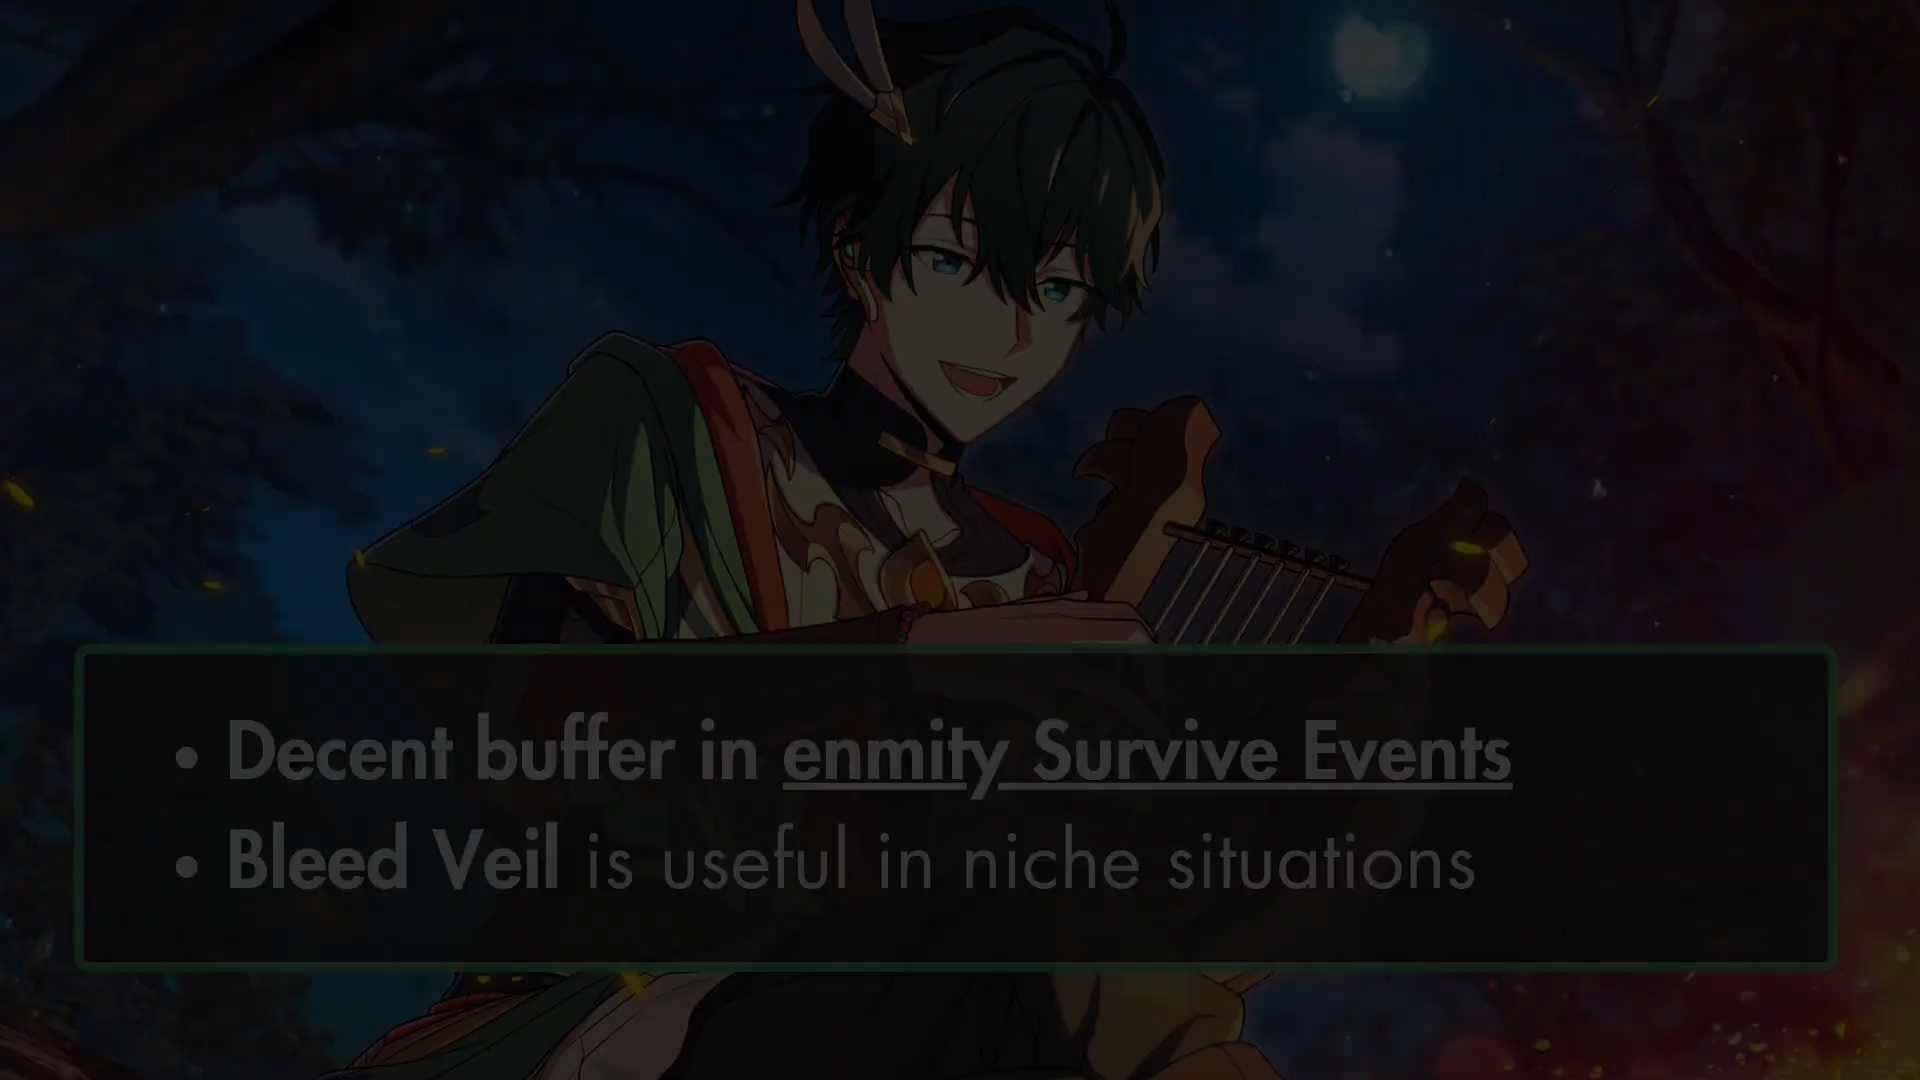 • Decent buffer in enmity Survive Events
• Bleed Veil is useful in niche situations